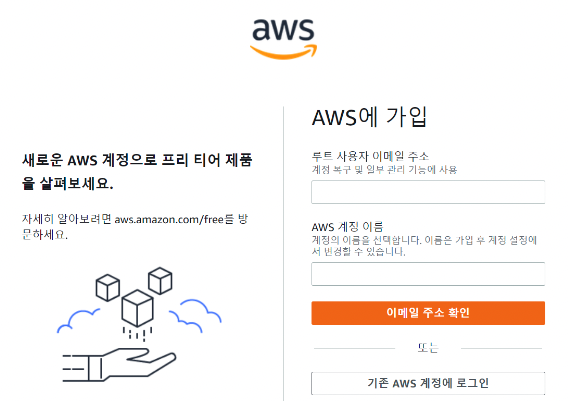 aws
새로운 AWS 계정으로 프리 티어 제품
을 살펴보세요.
자세히 알아보려면 aws.amazon.com/free를 방
문하세요.
AWS에 가입
루트 사용자 이메일 주소
계정 복구 및 일부 관리 기능에 사용
AWS 계정 이름
계정의 이름을 선택합니다. 이름은 가입 후 계정 설정에
서 변경할 수 있습니다.
이메일 주소 확인
또는
기존 AWS 계정에 로그인